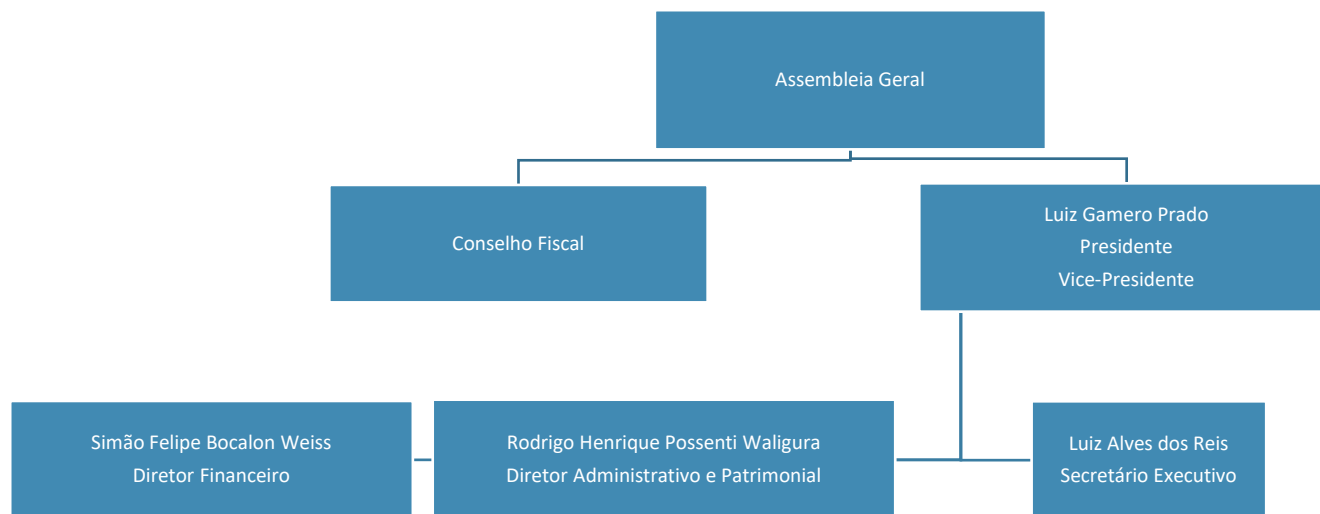 Assembleia Geral
Conselho Fiscal
Luiz Gamero Prado
Presidente
Vice-Presidente
Simão Felipe Bocalon Weiss
Diretor Financeiro
Rodrigo Henrique Possenti Waligura
Diretor Administrativo e Patrimonial
Luiz Alves dos Reis
Secretário Executivo